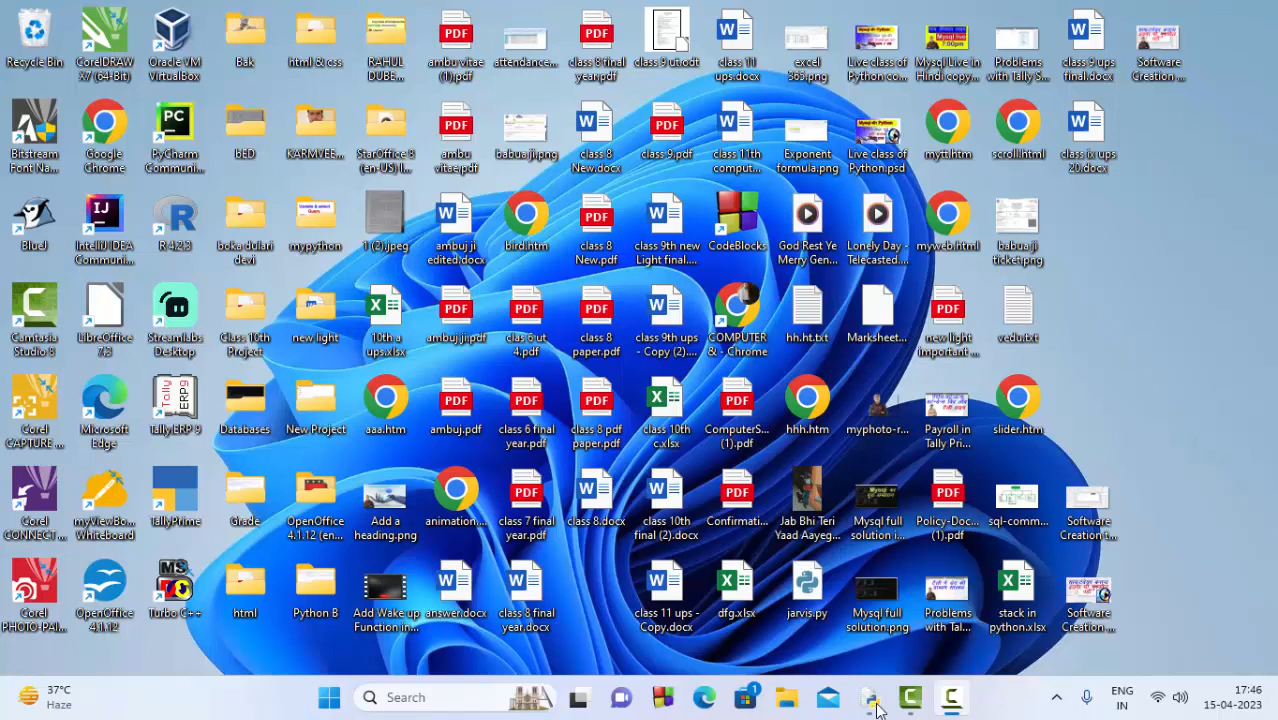 Recycle Bin
CorelDRAW X7 (64-Bit)
Oracle VM VirtualBox
Bak
html & css
RAHUL DUBE...
ambu vitae (1).pdf
attendance...
class 8 final year.pdf
class 9 ut.odt
class 11 ups.docx
excel 365.png
Live class of Python co...
Mysql Live in Hindi copy...
Problems with Tally S...
class 9 ups final.docx
Software Creation ...
Bitstream Font Na...
Google Chrome
PyCharm Communi...
bED
KARMVEE...
StarOffice 8 (en-US) I...
ambu vitae.pdf
babua ji.png
class 8 New.docx
class 9.pdf
class 11th comput...
Exponent formula.png
Live class of Python.psd
mytt.htm
scroll.html
class ix ups 20.docx
BlueJ
IntelliJ IDEA Communi...
R 4.2.3
boka dulari devi
mypython
1 (2).jpeg
ambuj ji edited.docx
bird.htm
class 8 New.pdf
class 9th new Light final....
CodeBlocks
God Rest Ye Merry Gen...
Lonely Day - Telecasted....
myweb.html
babua ji ticket.png
Camtasia Studio 8
LibreOffice 7.3
Streamlabs Desktop
Class 10th Project
new light
10th a ups.xlsx
ambuj.jii.pdf
clas 6 ut 4.pdf
class 8 paper.pdf
class 9th ups - Copy (2)....
COMPUTER & - Chrome
hh.ht.txt
Marksheet...
new light important ...
vedu.txt
Corel CAPTURE ...
Microsoft Edge
Tally.ERP 9
Databases
New Project
aaa.htm
ambuj.pdf
class 6 final year.pdf
class 8 pdf paper.pdf
class 10th c.xlsx
ComputerS... (1).pdf
hhh.htm
myphoto-r...
Payroll in Tally Pri...
slider.htm
Corel CONNECT...
myViewBo... Whiteboard
TallyPrime
Grade
OpenOffice 4.1.12 (en...
Add a heading.png
animation....
class 7 final year.pdf
class 8.docx
class 10th final (2).docx
Confirmati...
Jab Bhi Teri Yaad Aayeg...
Mysql full solution i...
Policy-Doc... (1).pdf
sql-comm...
Software Creation t...
Corel PHOTO-PAI...
OpenOffice 4.1.12
Turbo C++
html
Python B
Add Wake up Function in...
answer.docx
class 8 final year.docx
class 11 ups - Copy.docx
dfg.xlsx
jarvis.py
Mysql full solution.png
Problems with Tal...
stack in python.xlsx
Software Creation ...
37°C
Haze
Search
1
ENG
IN
17:46
15-04-2023